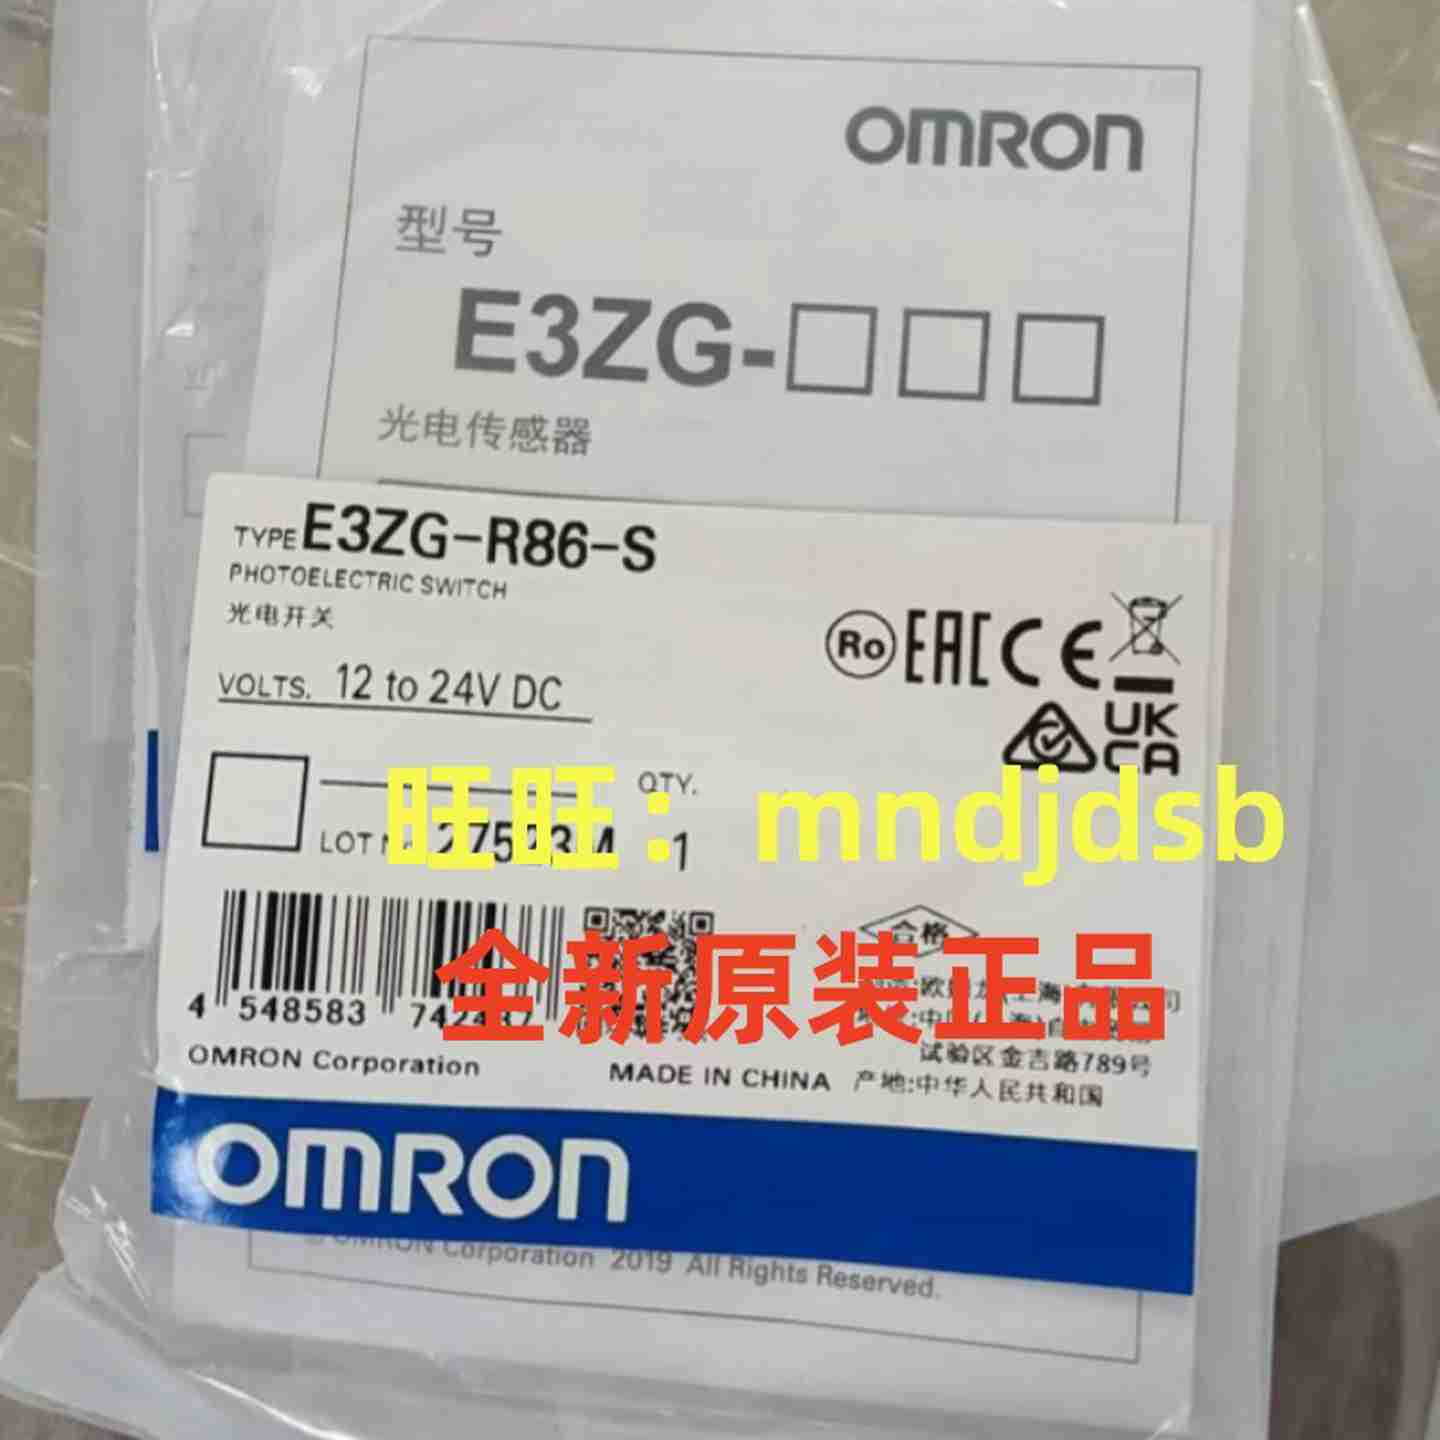 OMRON
型号
E3ZG-□□□
光电传感器
TYPE E3ZG-R86-S
PHOTOELECTRIC SWITCH
光电开关
VOLTS. 12 to 24V DC
Ro EAC CE
UK
CA
QTY.
旺旺：mndjdsb
LOT 1
合格
全新原装正品
4 548583
试验区金吉路789号
OMRON Corporation
MADE IN CHINA 产地:中华人民共和国
OMRON
© OMRON Corporation 2019 All Rights Reserved.